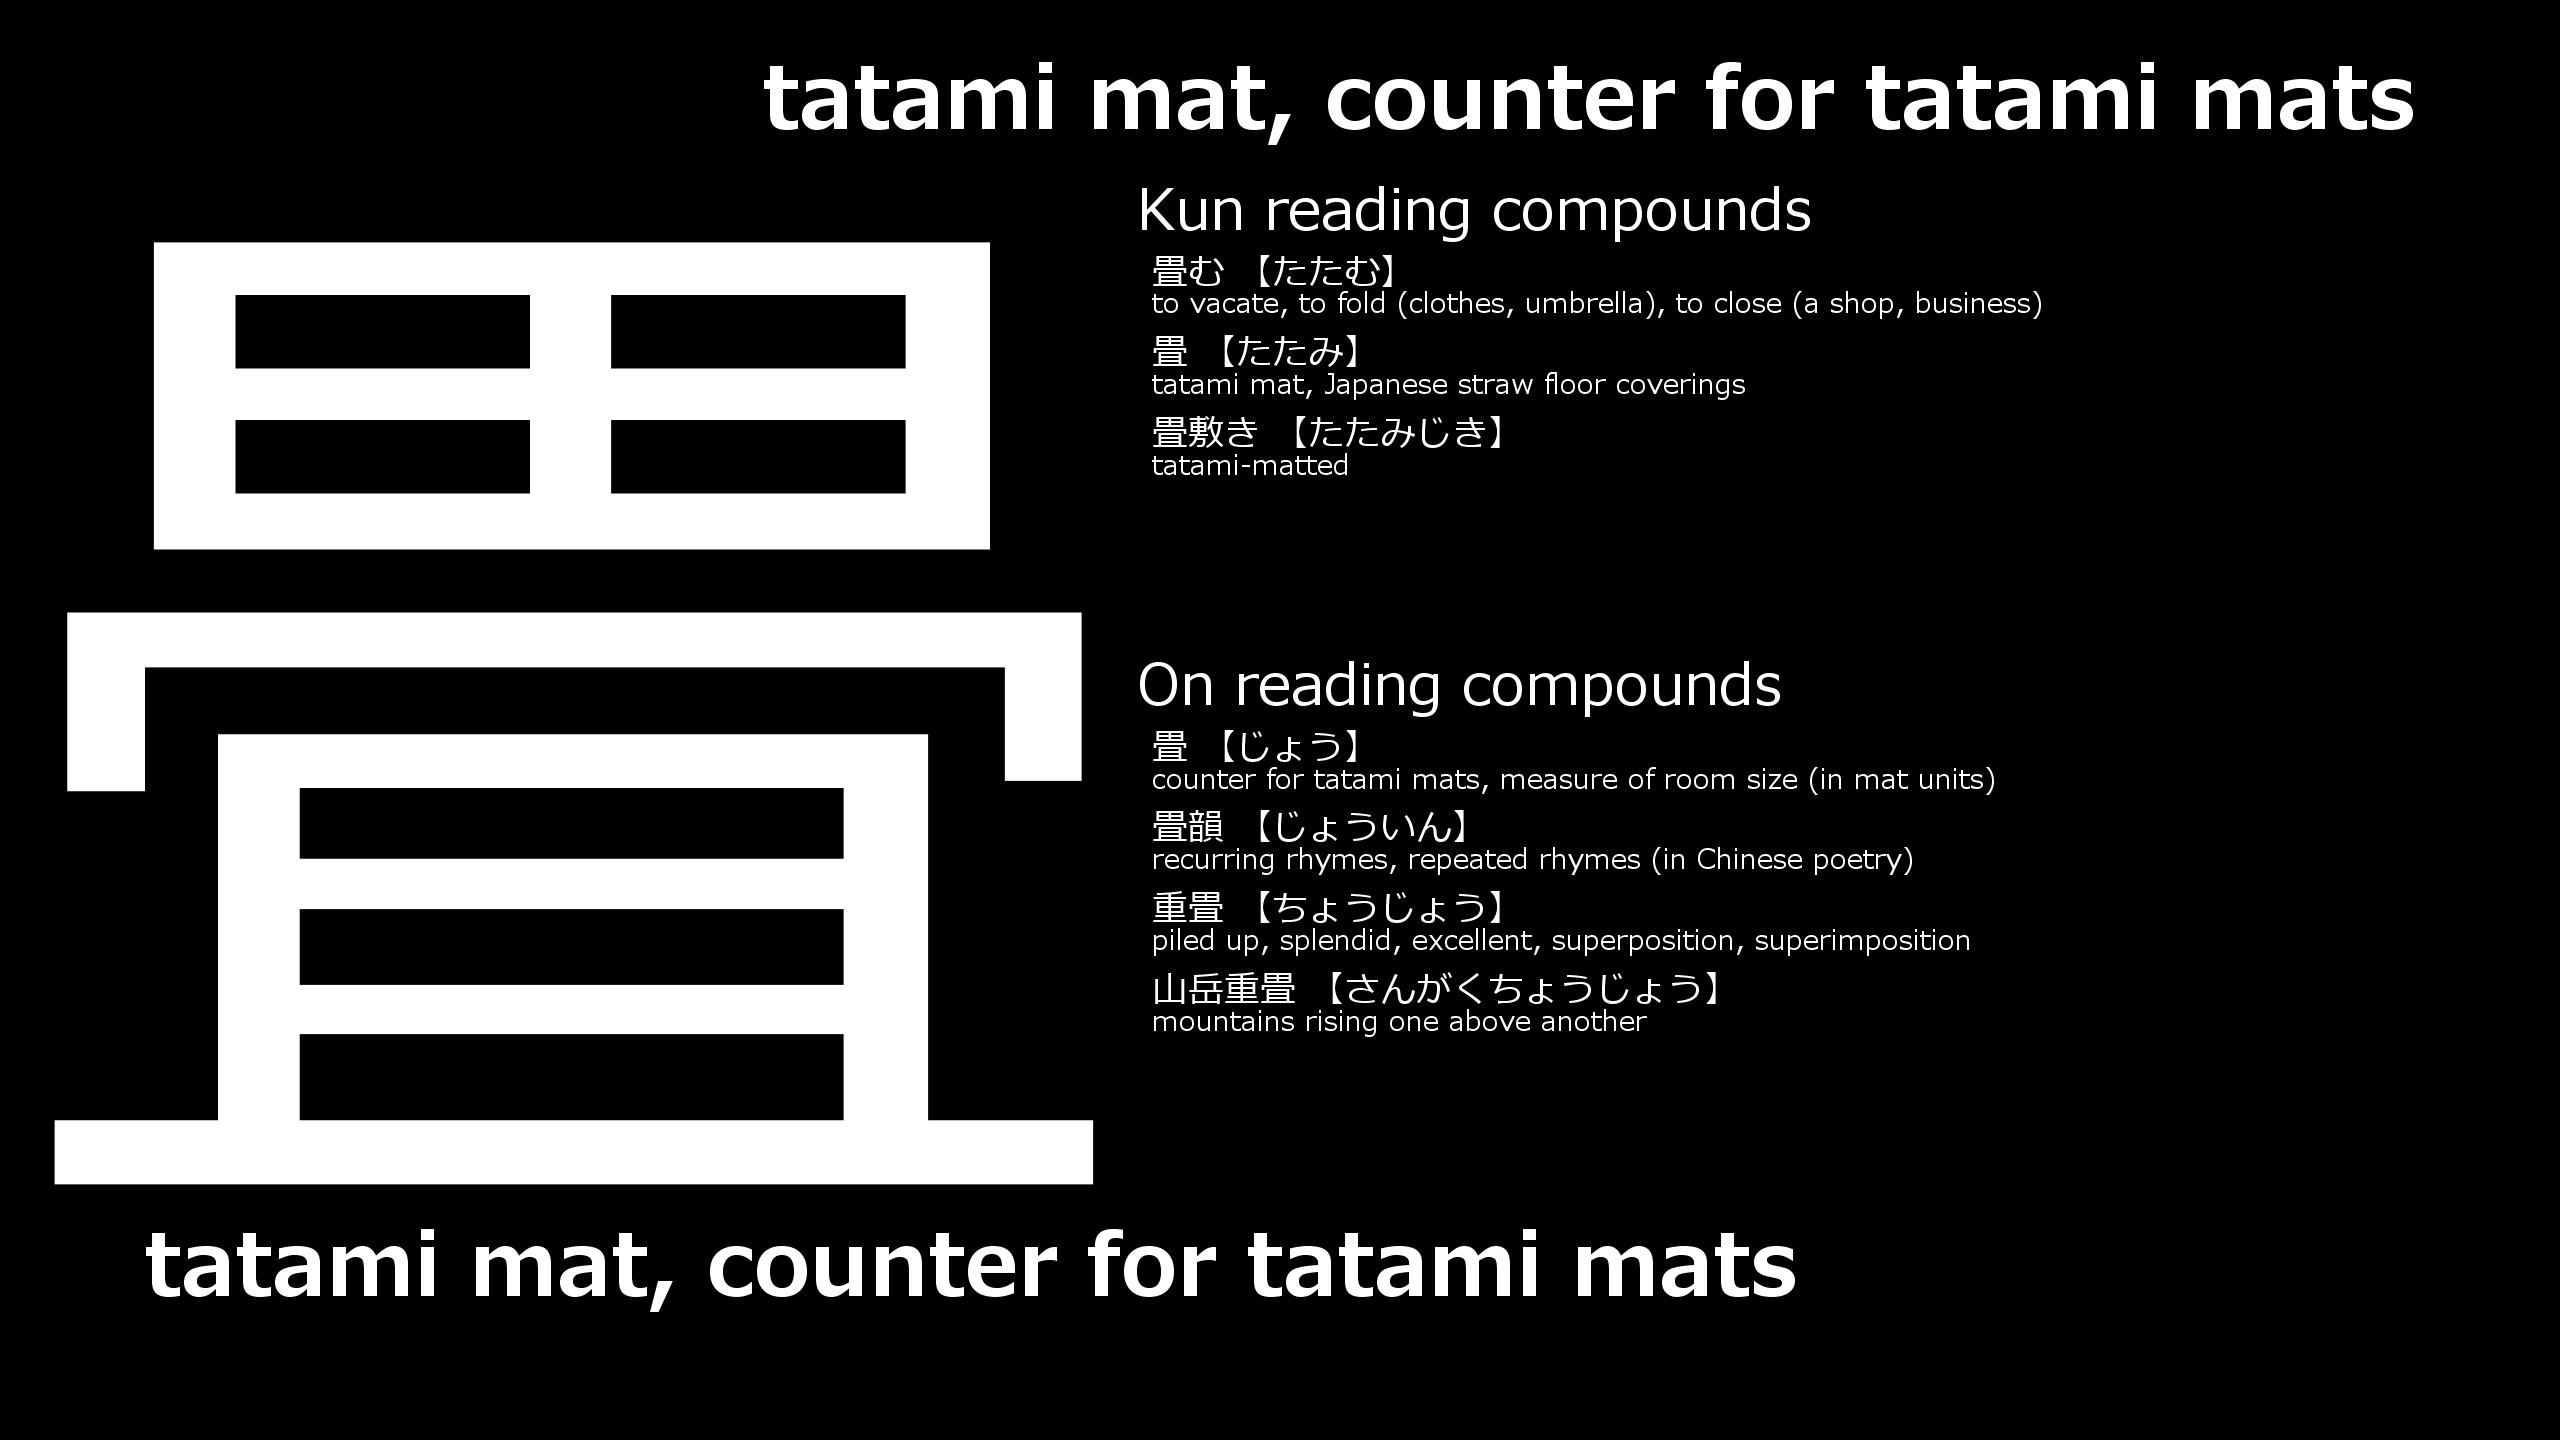 tatami mat, counter for tatami mats
畳
Kun reading compounds
畳む 【たたむ】
to vacate, to fold (clothes, umbrella), to close (a shop, business)
畳 【たたみ】
tatami mat, Japanese straw floor coverings
畳敷き 【たたみじき】
tatami-matted
On reading compounds
畳 【じょう】
counter for tatami mats, measure of room size (in mat units)
畳韻 【じょういん】
recurring rhymes, repeated rhymes (in Chinese poetry)
重畳 【ちょうじょう】
piled up, splendid, excellent, superposition, superimposition
山岳重畳 【さんがくちょうじょう】
mountains rising one above another
tatami mat, counter for tatami mats